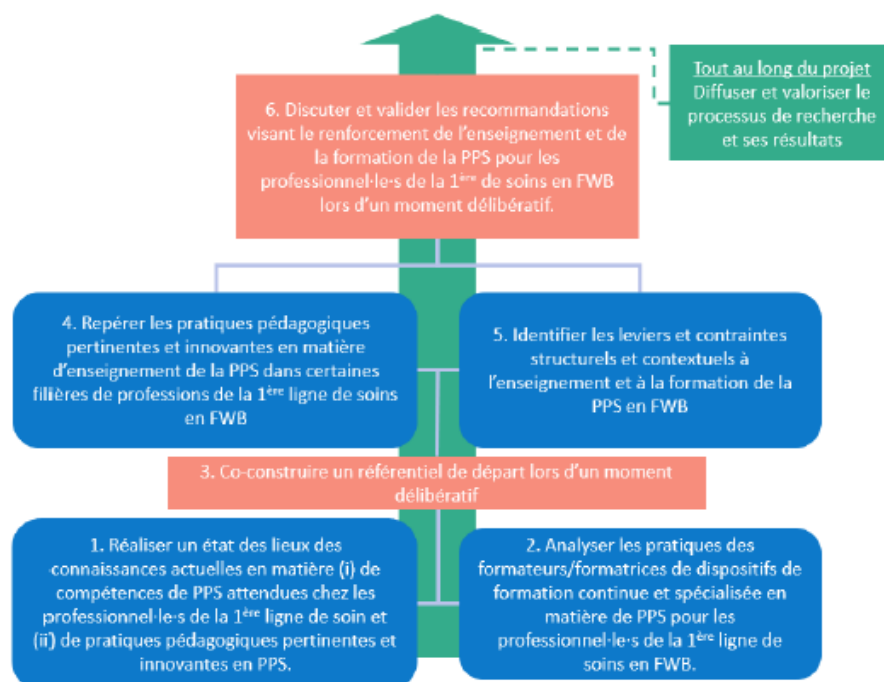 Tout au long du projet
Diffuser et valoriser le
processus de recherche
et ses résultats
6. Discuter et valider les recommandations
visant le renforcement de l'enseignement et de
la formation de la PPS pour les
professionnel·le·s de la 1ère de soins en FWB
lors d'un moment délibératif.
4. Repérer les pratiques pédagogiques
pertinentes et innovantes en matière
d'enseignement de la PPS dans certaines
filières de professions de la 1ère ligne de soins
en FWB
5. Identifier les leviers et contraintes
structurels et contextuels à
l'enseignement et à la formation de la
PPS en FWB
3. Co-construire un référentiel de départ lors d'un moment
délibératif
1. Réaliser un état des lieux des
connaissances actuelles en matière (i) de
compétences de PPS attendues chez les
professionnel·le·s de la 1ère ligne de soin et
(ii) de pratiques pédagogiques pertinentes et
innovantes en PPS.
2. Analyser les pratiques des
formateurs/formatrices de dispositifs de
formation continue et spécialisée en
matière de PPS pour les
professionnel·le·s de la 1ère ligne de
soins en FWB.